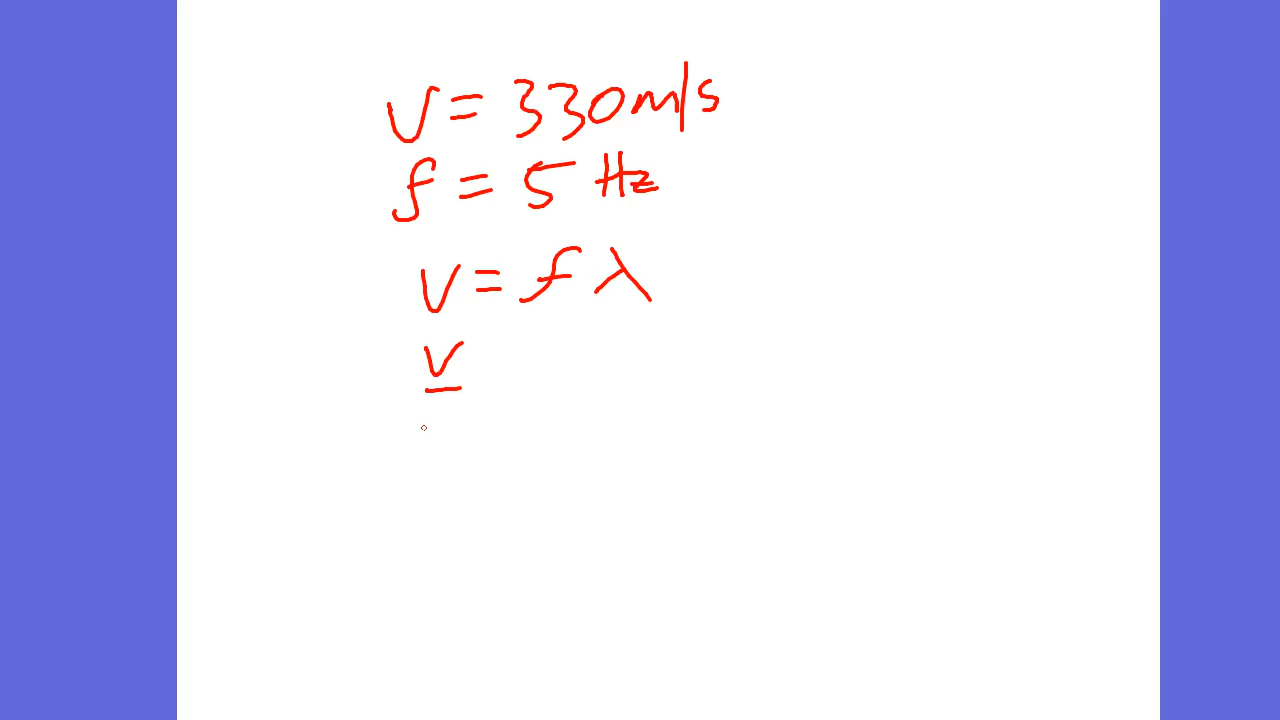 V = 330m/s
f = 5 Hz
v = f λ
v